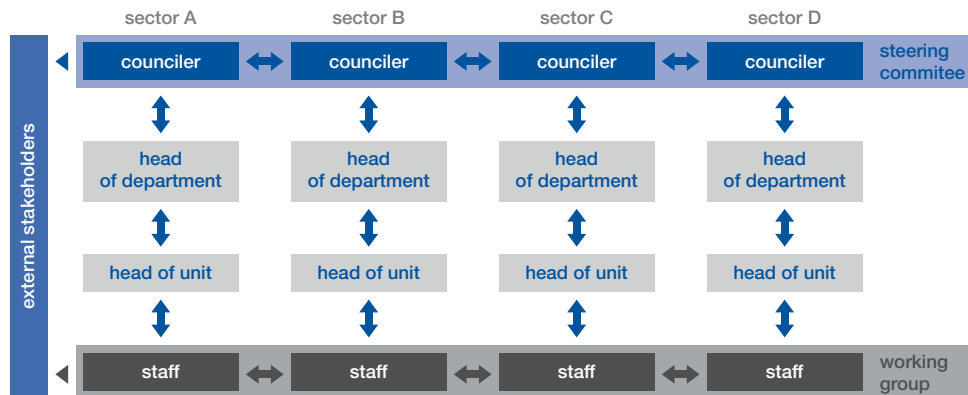 sector A
sector B
sector C
sector D
external stakeholders
counciler
counciler
counciler
counciler
steering
commitee
head
of department
head
of department
head
of department
head
of department
head of unit
head of unit
head of unit
head of unit
staff
staff
staff
staff
working
group